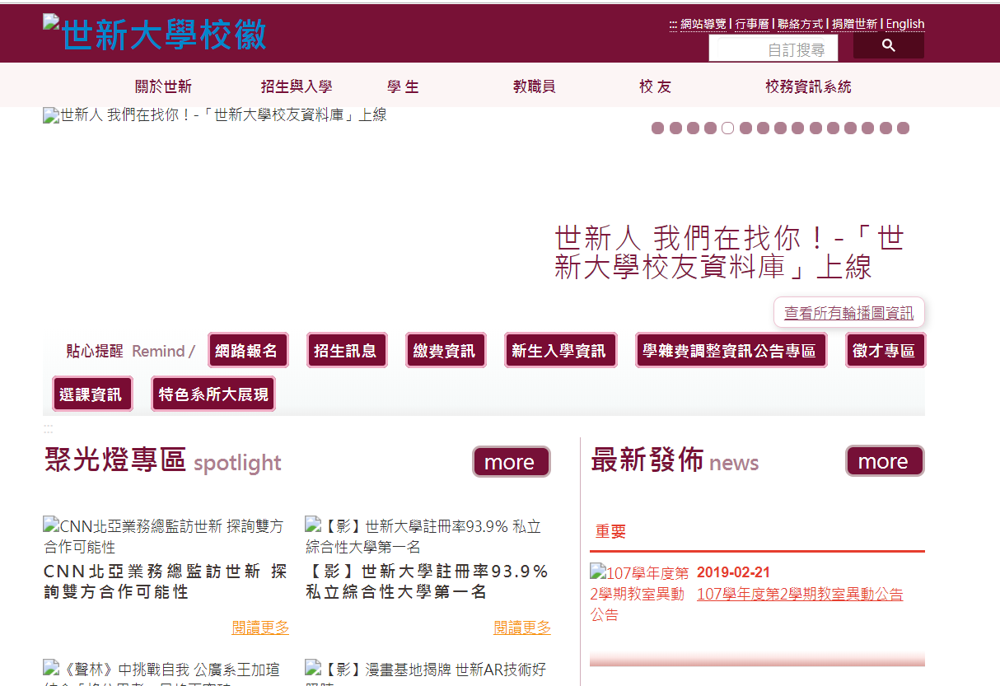 世新大學校徽
::: 網站導覽 | 行事曆 | 聯絡方式 | 捐贈世新 | English
自訂搜尋
關於世新 招生與入學 學 生 教職員 校 友 校務資訊系統
世新人 我們在找你！-「世新大學校友資料庫」上線
世新人 我們在找你！-「世
新大學校友資料庫」上線
查看所有輪播圖資訊
貼心提醒 Remind / 網路報名 招生訊息 繳費資訊 新生入學資訊 學雜費調整資訊公告專區 徵才專區
選課資訊 特色系所大展現
:::
聚光燈專區 spotlight more
CNN北亞業務總監訪世新 探詢雙方
合作可能性
CNN北亞業務總監訪世新 探
詢雙方合作可能性
閱讀更多
【影】世新大學註冊率93.9% 私立
綜合性大學第一名
【影】世新大學註冊率93.9%
私立綜合性大學第一名
閱讀更多
《聲林》中挑戰自我 公廣系王加瑄
【影】漫畫基地揭牌 世新AR技術好
最新發佈 news more
重要
107學年度第
2學期教室異動
公告
2019-02-21
107學年度第2學期教室異動公告